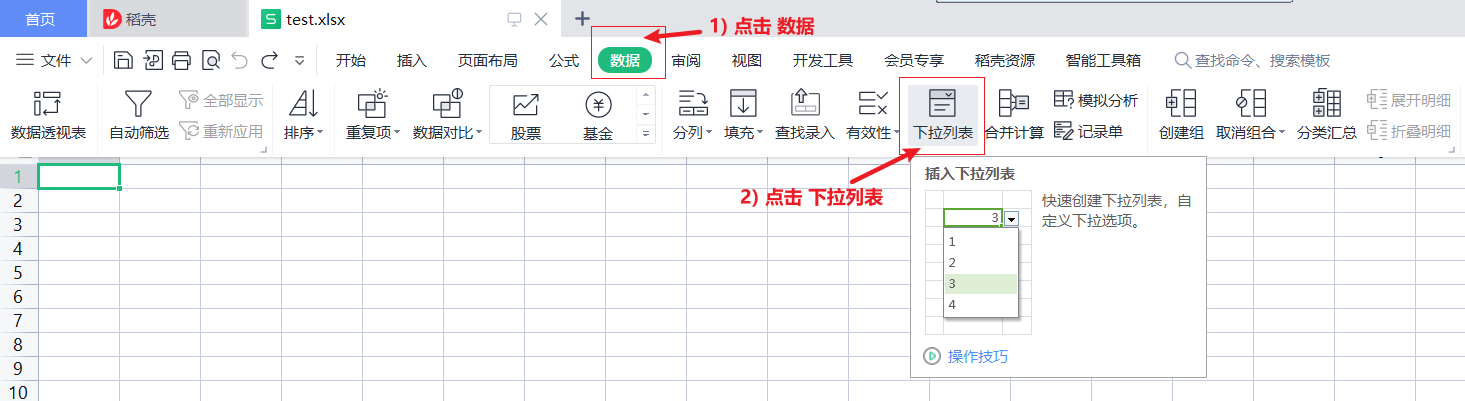 首页
稻壳
test.xlsx
1) 点击 数据
文件
开始
插入
页面布局
公式
数据
审阅
视图
开发工具
会员专享
稻壳资源
智能工具箱
查找命令、搜索模板
数据透视表
自动筛选
全部显示
重新应用
排序
重复项
数据对比
股票
基金
分列
填充
查找录入
有效性
下拉列表
合并计算
模拟分析
记录单
创建组
取消组合
分类汇总
展开明细
折叠明细
2) 点击 下拉列表
插入下拉列表
快速创建下拉列表，自
定义下拉选项。
3
1
2
3
4
操作技巧
1
2
3
4
5
6
7
8
9
10